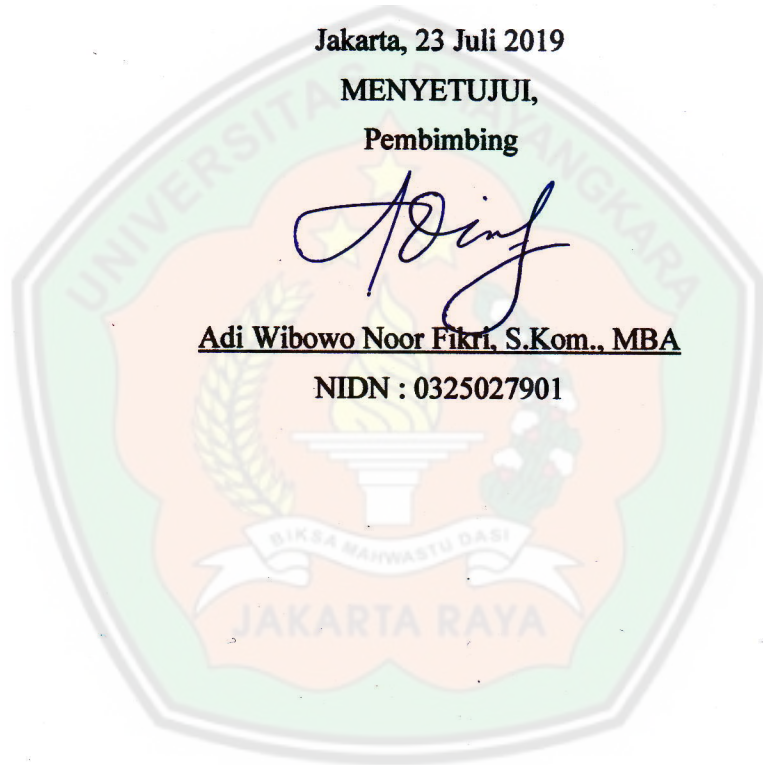 Jakarta, 23 Juli 2019
MENYETUJUI,
Pembimbing
Adi Wibowo Noor Fikri, S.Kom., MBA
NIDN : 0325027901
UNIVERSITAS BHAYANGKARA
BIKSA MAHWASTU DASI
JAKARTA RAYA